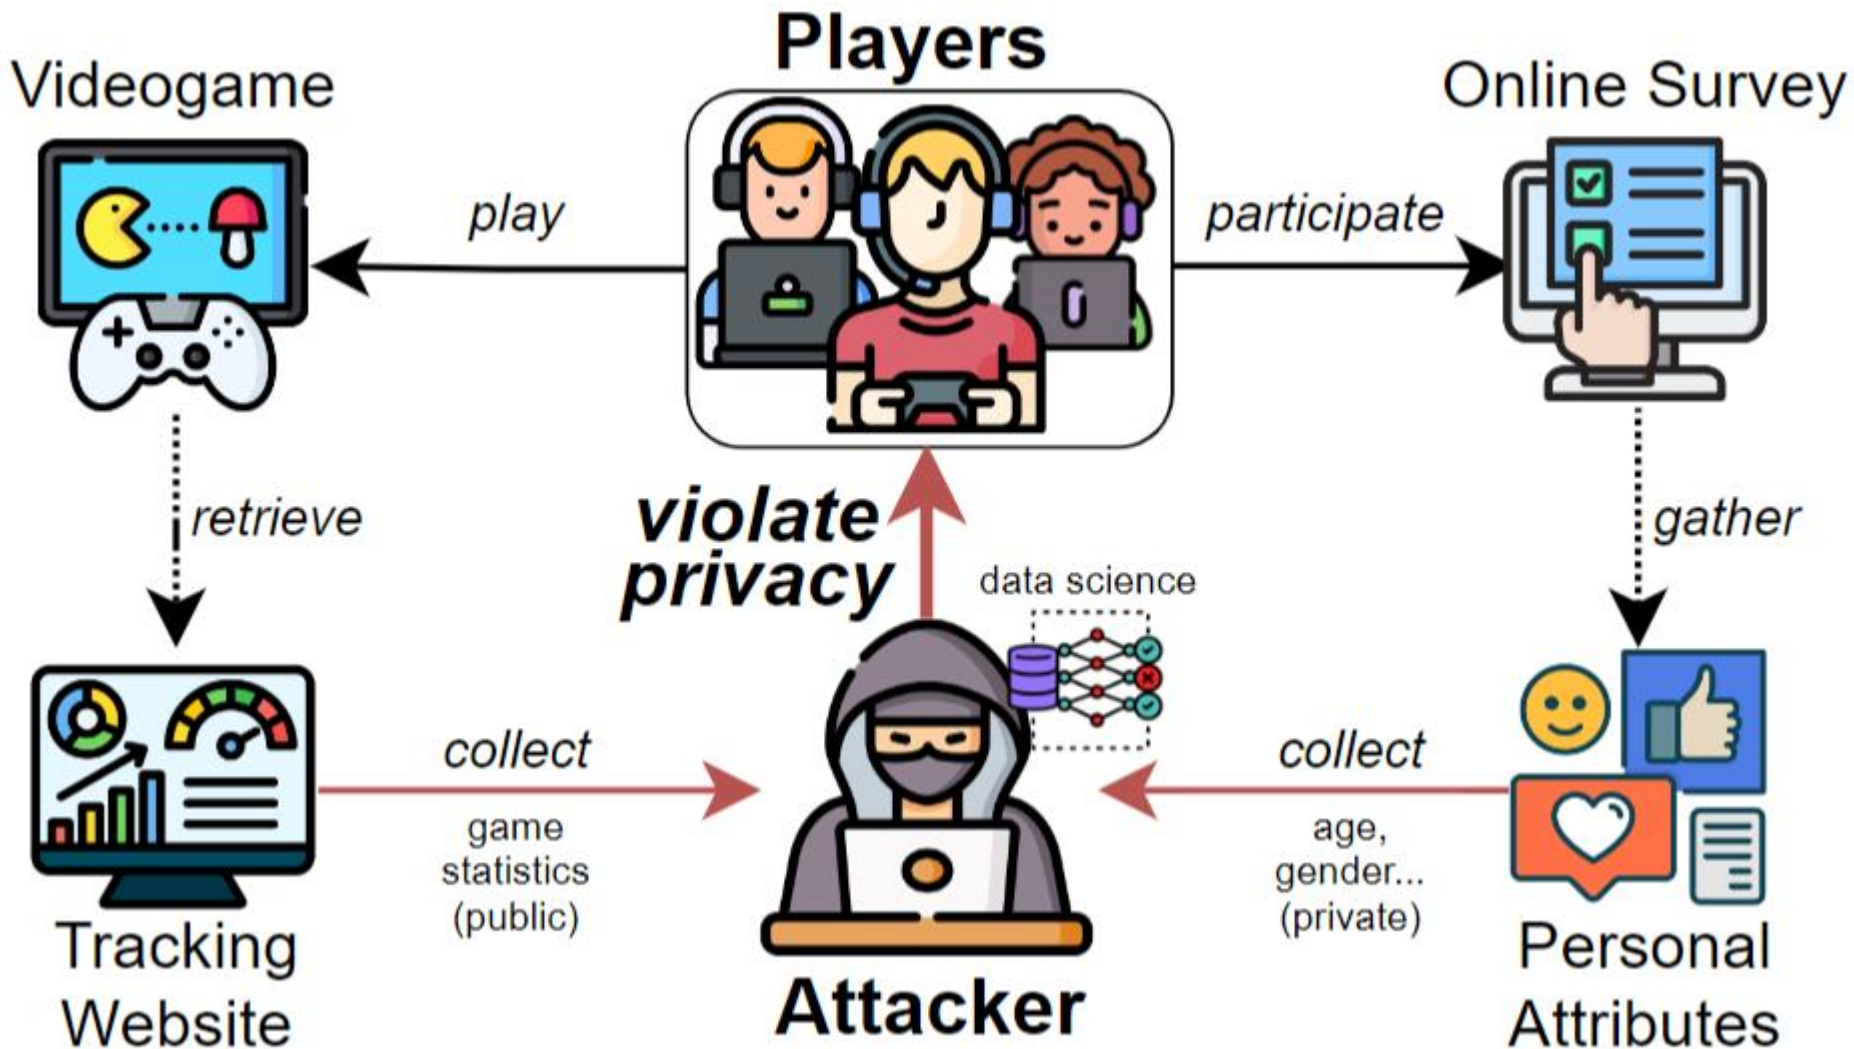 Players
Videogame
Online Survey
play
participate
retrieve
violate
privacy
data science
gather
collect
game
statistics
(public)
collect
age,
gender...
(private)
Tracking
Website
Attacker
Personal
Attributes